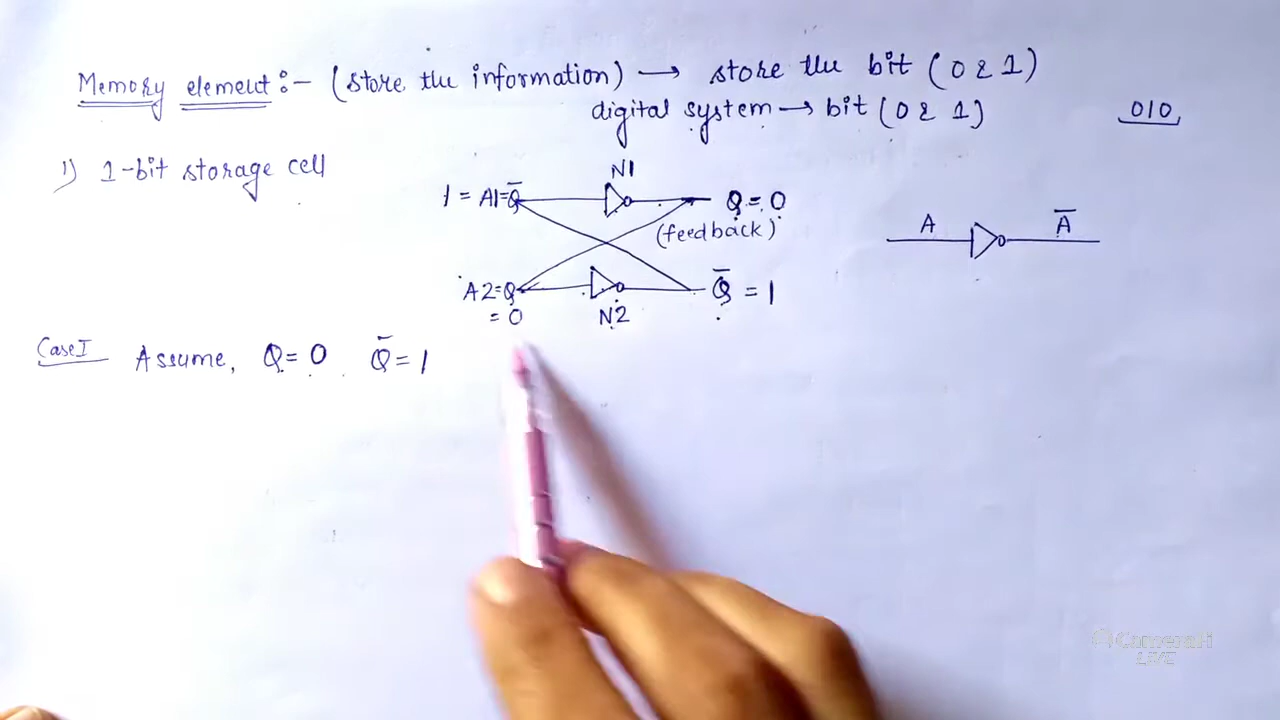 Memory element :- (store the information) → store the bit (0 & 1)
digital system → bit (0 & 1)
010
1) 1-bit storage cell
N1
1 = A1 = Q̅
Q = 0
(feedback)
A
A̅
A2 = Q
= 0
N2
Q̅ = 1
Case I Assume, Q = 0 Q̅ = 1